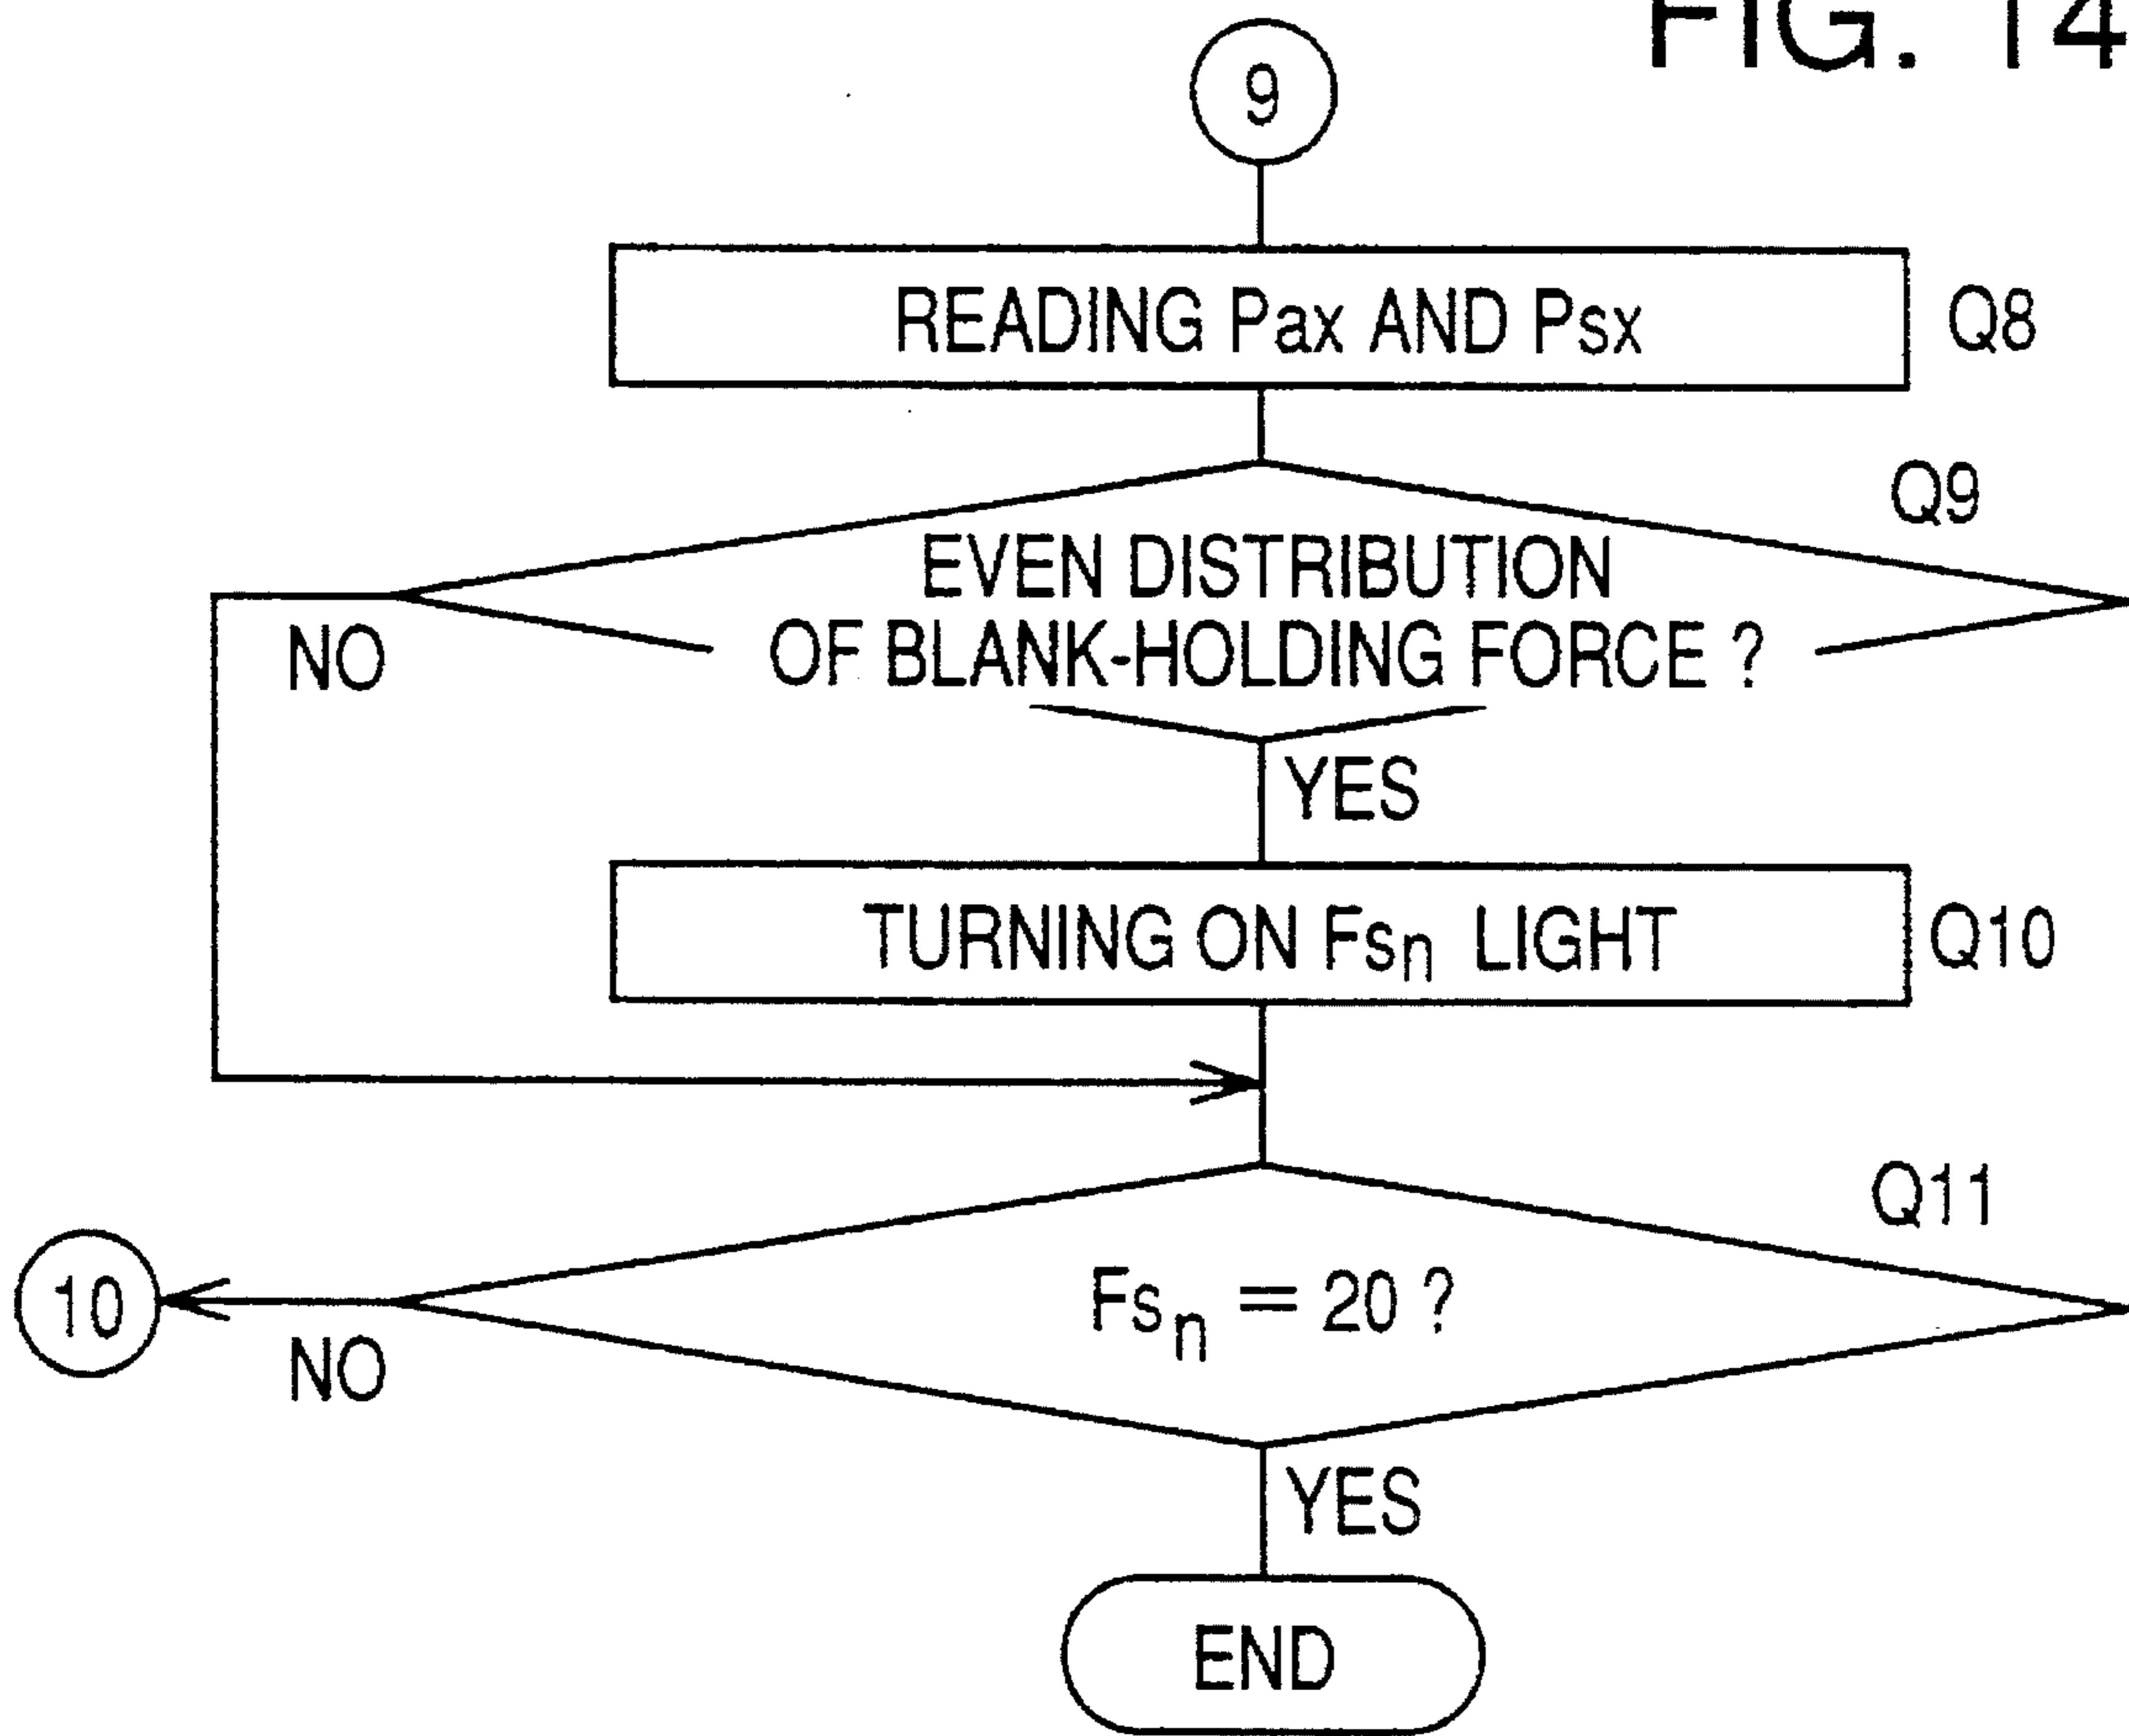 FIG. 14
9
READING Pax AND Psx
Q8
Q9
EVEN DISTRIBUTION
OF BLANK-HOLDING FORCE ?
NO
YES
TURNING ON Fsn LIGHT
Q10
Q11
Fsn = 20 ?
10
NO
YES
END